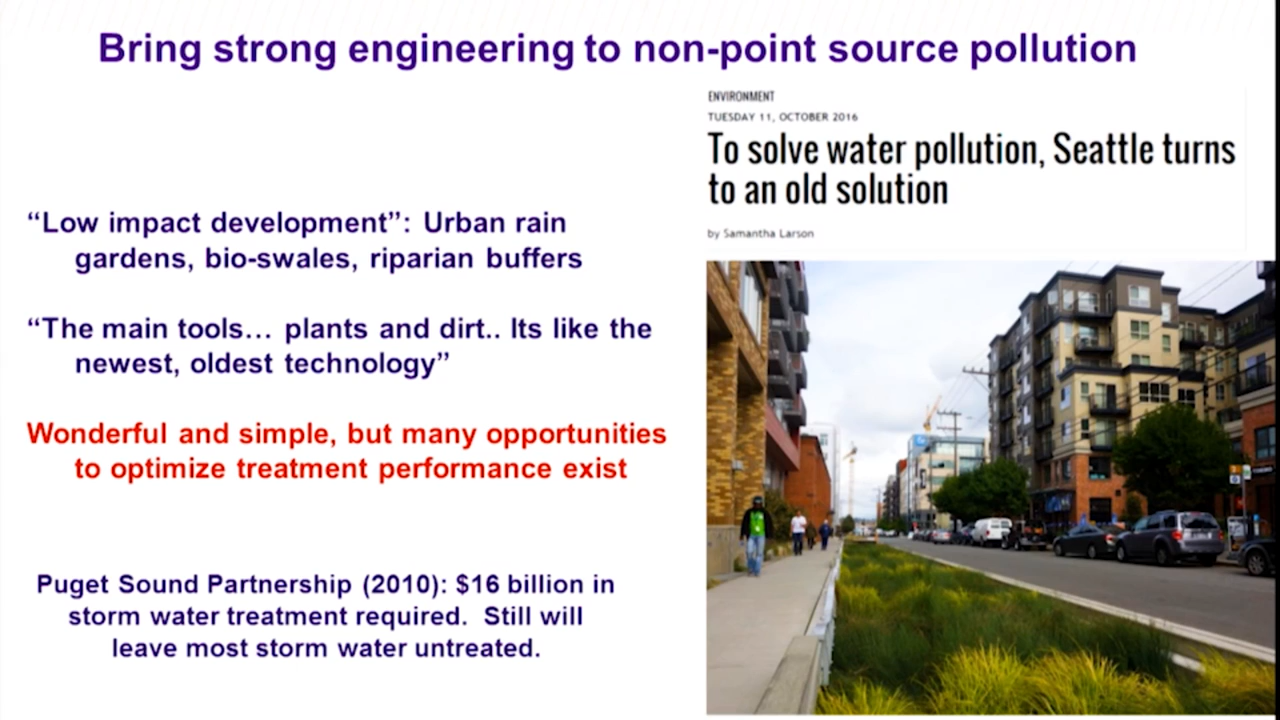 Bring strong engineering to non-point source pollution
ENVIRONMENT
TUESDAY 11, OCTOBER 2016
To solve water pollution, Seattle turns
to an old solution
by Samantha Larson
“Low impact development”: Urban rain
gardens, bio-swales, riparian buffers
“The main tools… plants and dirt.. Its like the
newest, oldest technology”
Wonderful and simple, but many opportunities
to optimize treatment performance exist
Puget Sound Partnership (2010): $16 billion in
storm water treatment required. Still will
leave most storm water untreated.